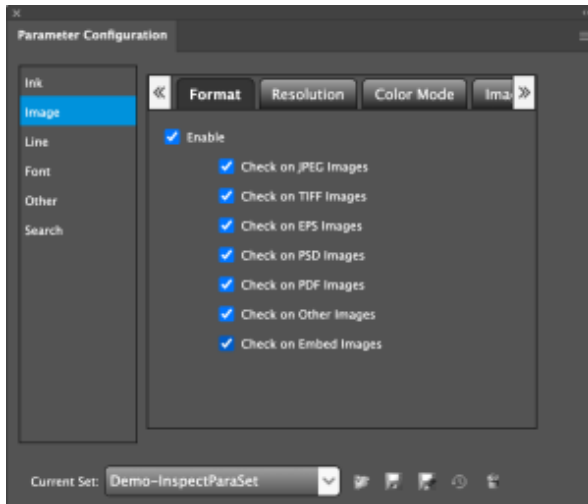 Parameter Configuration
Ink
Image
Line
Font
Other
Search
Format Resolution Color Mode Ima
Enable
Check on JPEG Images
Check on TIFF Images
Check on EPS Images
Check on PSD Images
Check on PDF Images
Check on Other Images
Check on Embed Images
Current Set: Demo-InspectParaSet